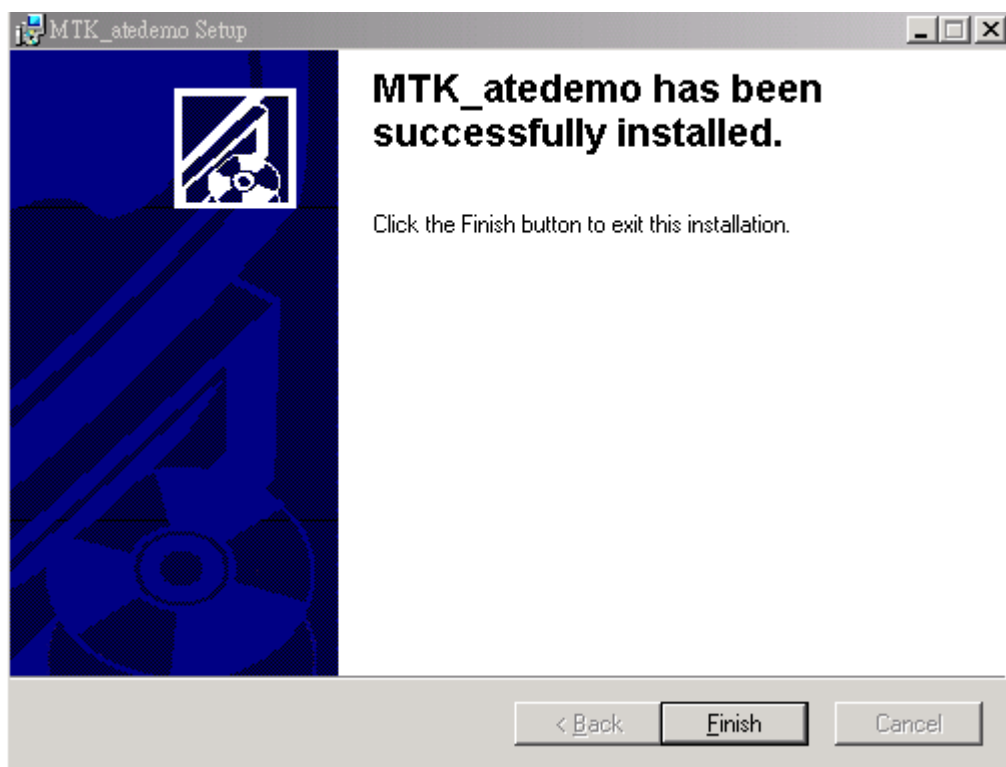 MTK_atedemo Setup
MTK_atedemo has been
successfully installed.
Click the Finish button to exit this installation.
< Back
Finish
Cancel